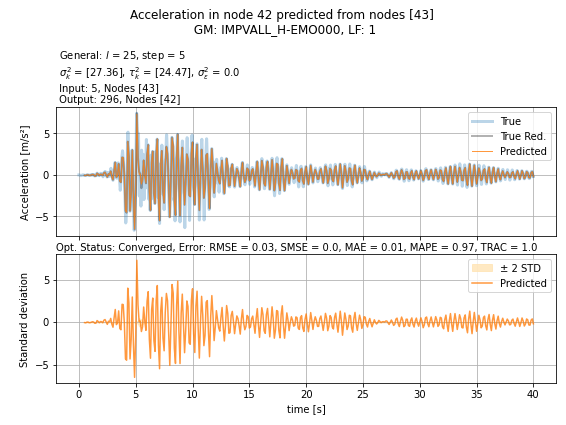 Acceleration in node 42 predicted from nodes [43]
GM: IMPVALL_H-EMO000, LF: 1
General: l = 25, step = 5
σ²ₖ = [27.36], τ²ₖ = [24.47], σ²ε = 0.0
Input: 5, Nodes [43]
Output: 296, Nodes [42]
Acceleration [m/s²]
5
0
−5
True
True Red.
Predicted
Opt. Status: Converged, Error: RMSE = 0.03, SMSE = 0.0, MAE = 0.01, MAPE = 0.97, TRAC = 1.0
Standard deviation
5
0
−5
± 2 STD
Predicted
0 5 10 15 20 25 30 35 40
time [s]